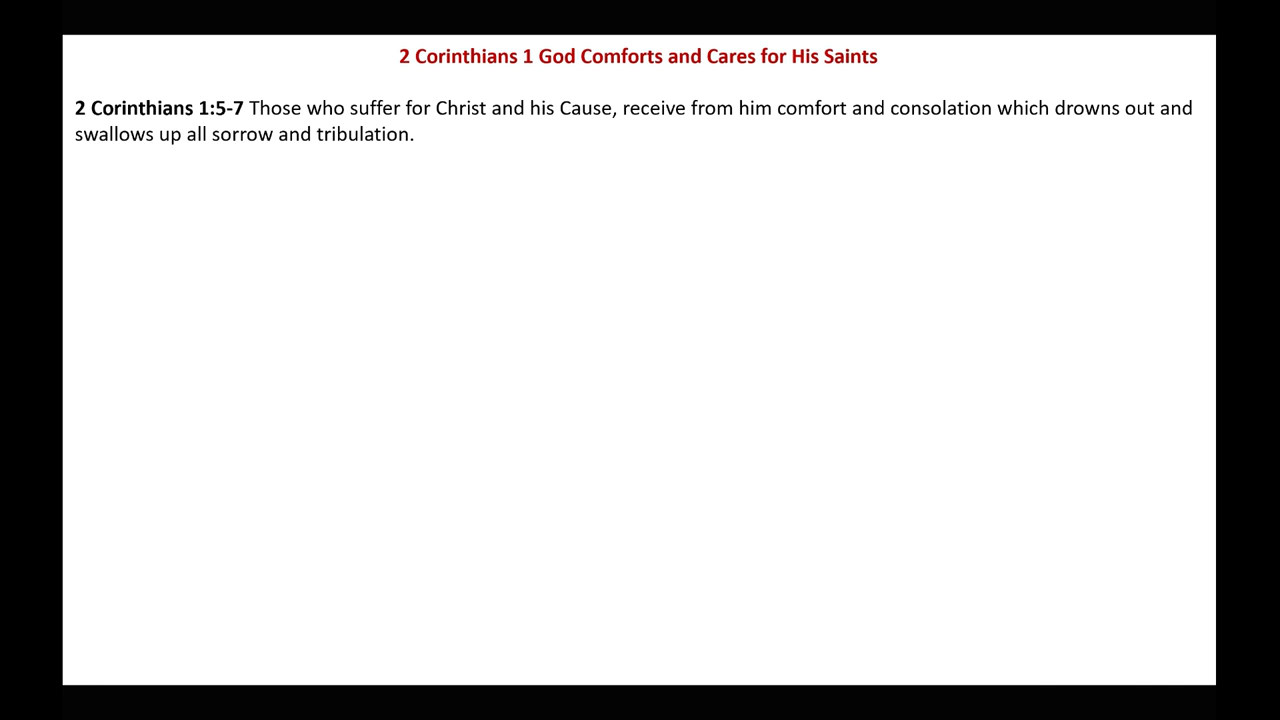 2 Corinthians 1 God Comforts and Cares for His Saints
2 Corinthians 1:5-7 Those who suffer for Christ and his Cause, receive from him comfort and consolation which drowns out and
swallows up all sorrow and tribulation.